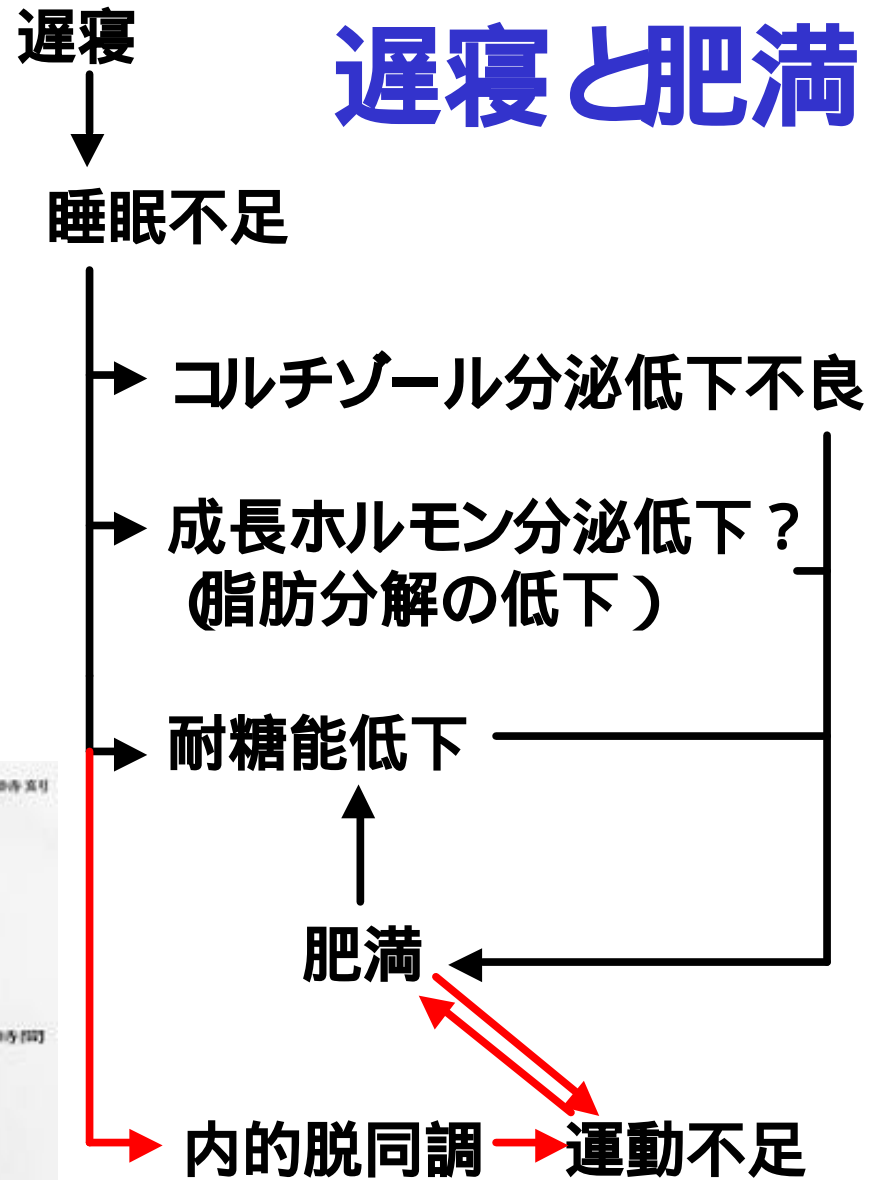 遅寝
遅寝と肥満
睡眠不足
コルチゾール分泌低下不良
成長ホルモン分泌低下？
(脂肪分解の低下）
耐糖能低下
肥満
時間
内的脱同調
運動不足